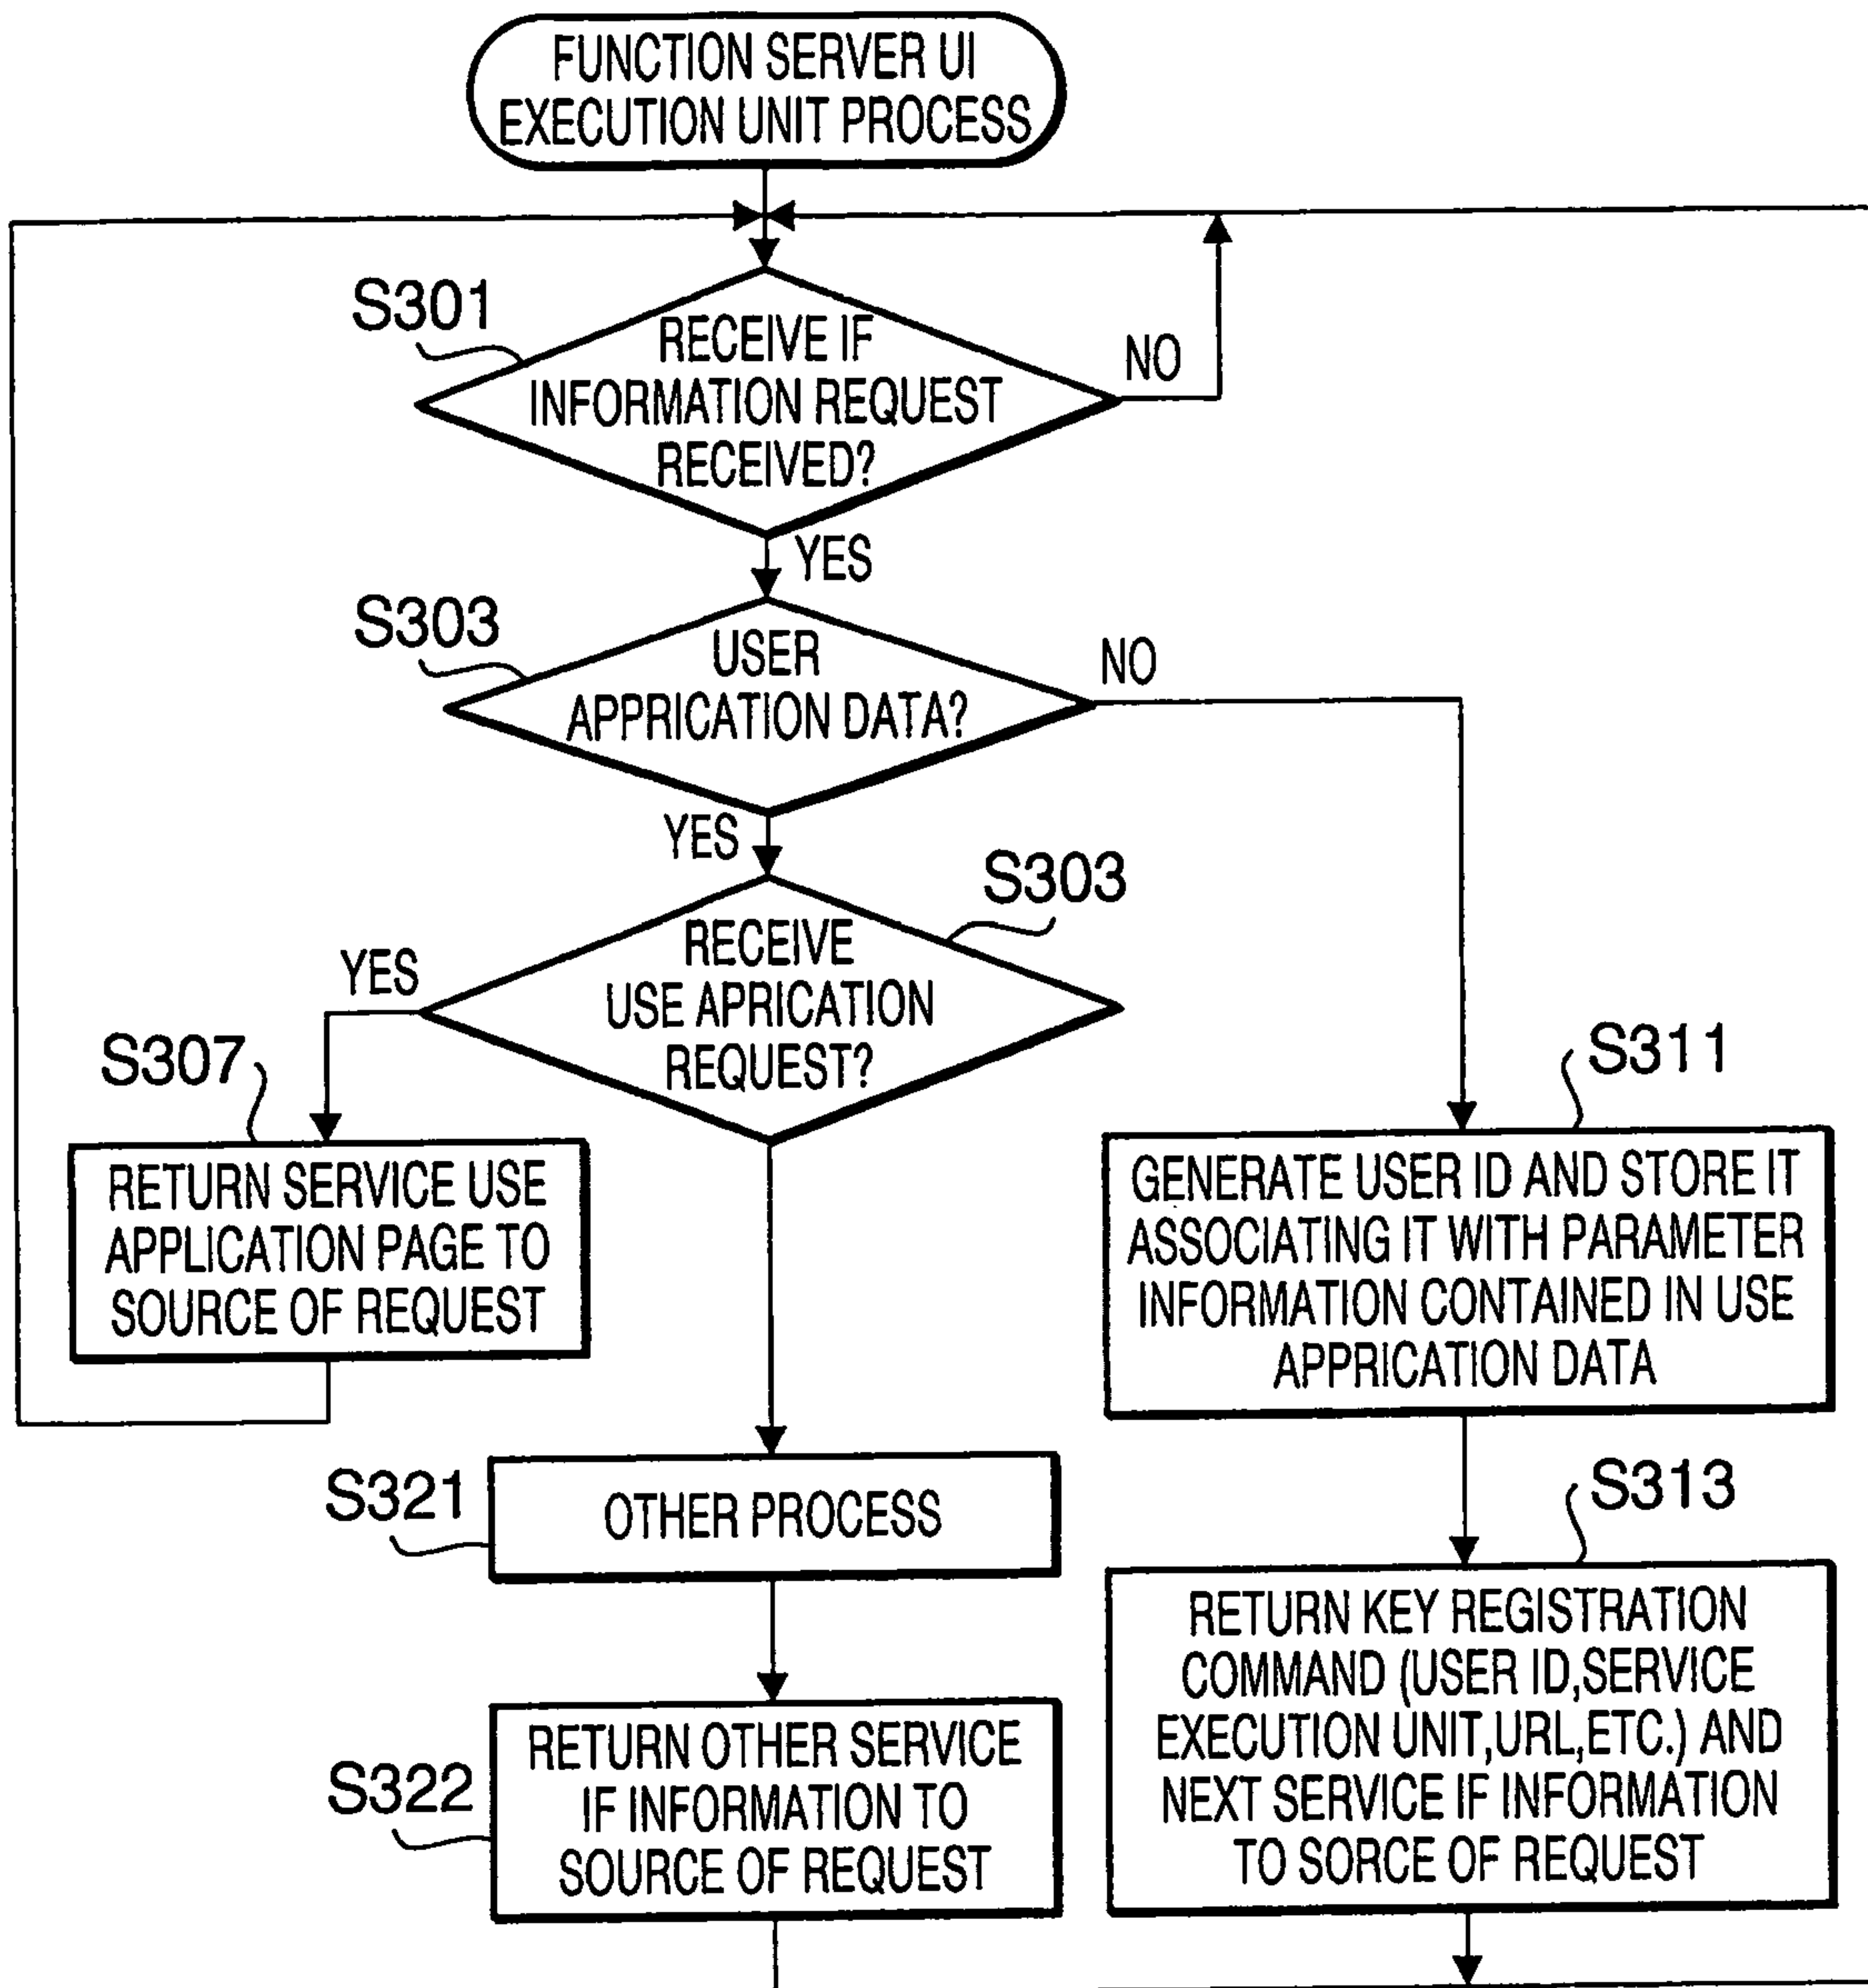 FUNCTION SERVER UI
EXECUTION UNIT PROCESS
S301
RECEIVE IF
INFORMATION REQUEST
RECEIVED?
NO
YES
S303
USER
APPRICATION DATA?
NO
YES
S303
RECEIVE
USE APRICATION
REQUEST?
YES
S307
RETURN SERVICE USE
APPLICATION PAGE TO
SOURCE OF REQUEST
S311
GENERATE USER ID AND STORE IT
ASSOCIATING IT WITH PARAMETER
INFORMATION CONTAINED IN USE
APPRICATION DATA
S321
OTHER PROCESS
S313
RETURN KEY REGISTRATION
COMMAND (USER ID,SERVICE
EXECUTION UNIT,URL,ETC.) AND
NEXT SERVICE IF INFORMATION
TO SORCE OF REQUEST
S322
RETURN OTHER SERVICE
IF INFORMATION TO
SOURCE OF REQUEST